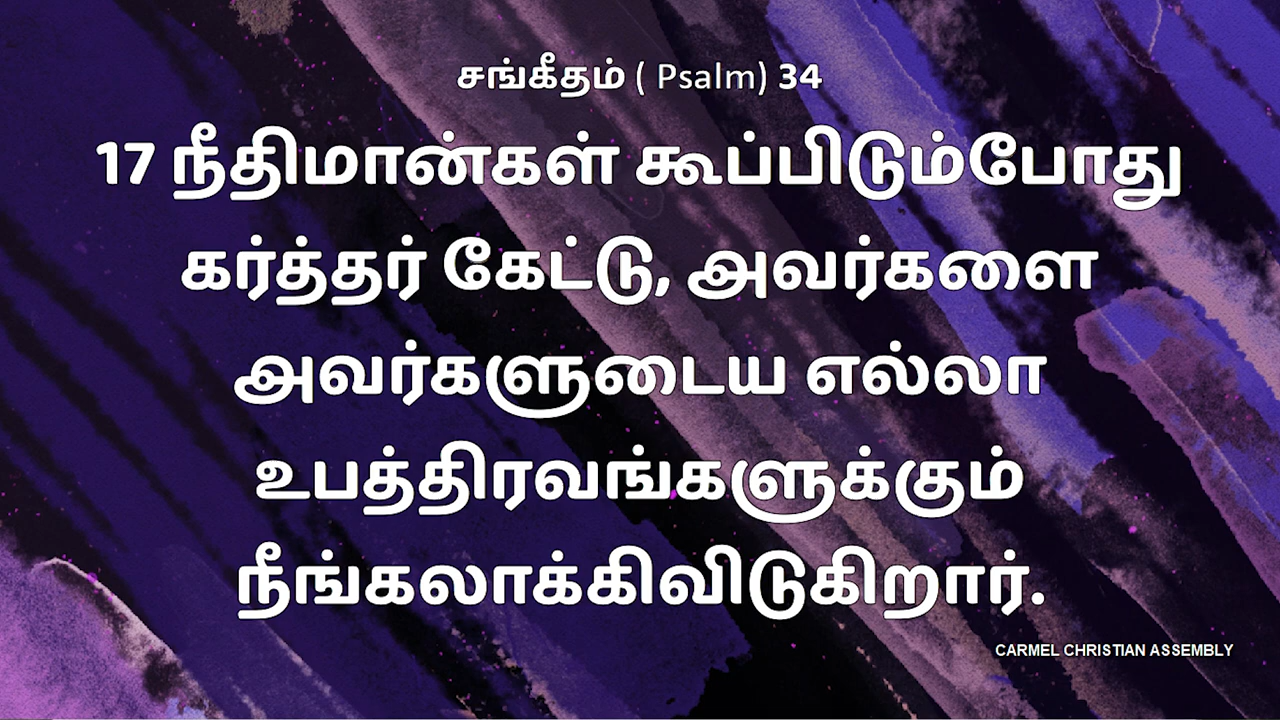 சங்கீதம் ( Psalm) 34
17 நீதிமான்கள் கூப்பிடும்போது
கர்த்தர் கேட்டு, அவர்களை
அவர்களுடைய எல்லா
உபத்திரவங்களுக்கும்
நீங்கலாக்கிவிடுகிறார்.
CARMEL CHRISTIAN ASSEMBLY